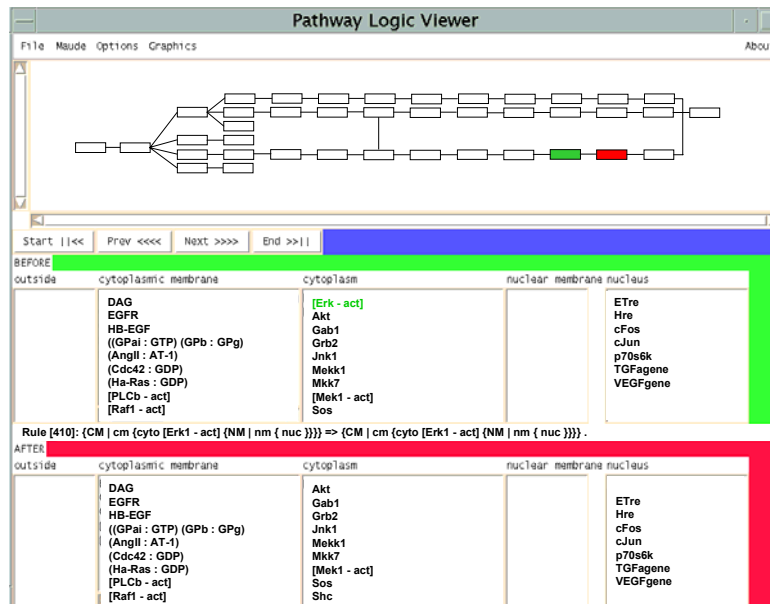 Pathway Logic Viewer
File Maude Options Graphics Abou
Start ||<< Prev <<<< Next >>>> End >>||
BEFORE
outside cytoplasmic membrane cytoplasm nuclear membrane nucleus
DAG [Erk - act] ETre
EGFR Akt Hre
HB-EGF Gab1 cFos
((GPai : GTP) (GPb : GPg) Grb2 cJun
(AngII : AT-1) Jnk1 p70s6k
(Cdc42 : GDP) Mekk1 TGFagene
(Ha-Ras : GDP) Mkk7 VEGFgene
[PLCb - act] [Mek1 - act]
[Raf1 - act] Sos
Rule [410]: {CM | cm {cyto [Erk1 - act] {NM | nm { nuc }}}} => {CM | cm {cyto [Erk1 - act] {NM | nm { nuc }}}} .
AFTER
outside cytoplasmic membrane cytoplasm nuclear membrane nucleus
DAG Akt
EGFR Gab1 ETre
HB-EGF Grb2 Hre
((GPai : GTP) (GPb : GPg) Jnk1 cFos
(AngII : AT-1) Mekk1 cJun
(Cdc42 : GDP) Mkk7 p70s6k
(Ha-Ras : GDP) [Mek1 - act] TGFagene
[PLCb - act] Sos VEGFgene
[Raf1 - act] Shc